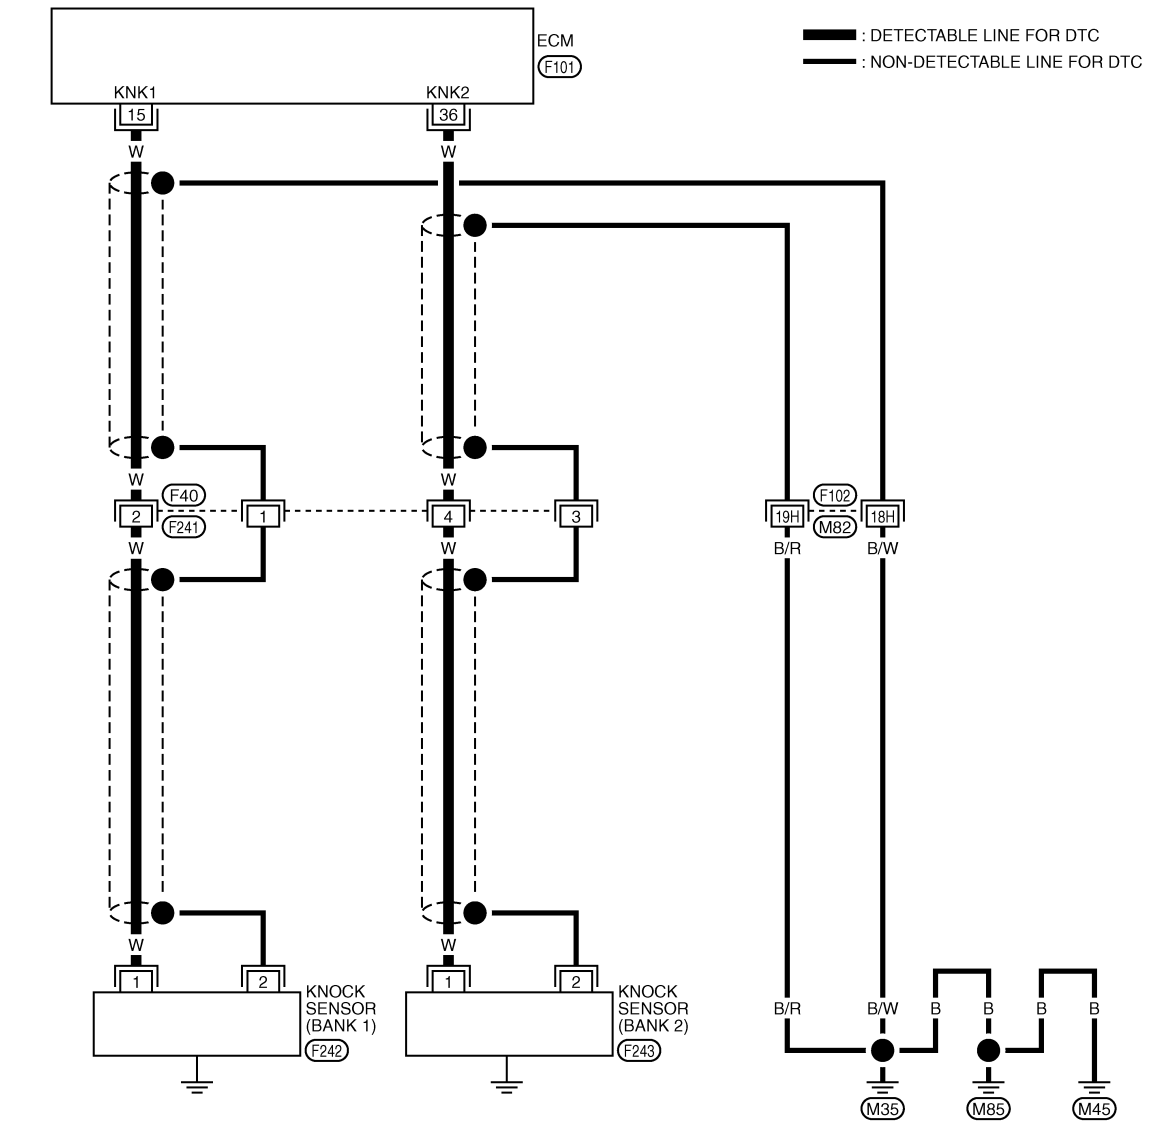 ECM
F101
: DETECTABLE LINE FOR DTC
: NON-DETECTABLE LINE FOR DTC
KNK1
KNK2
15
36
W
W
W
W
F40
F102
2
1
4
3
19H
18H
F241
M82
W
W
B/R
B/W
W
W
1
2
1
2
KNOCK
SENSOR
(BANK 1)
F242
KNOCK
SENSOR
(BANK 2)
F243
B/R
B/W
B
B
B
B
M35
M85
M45